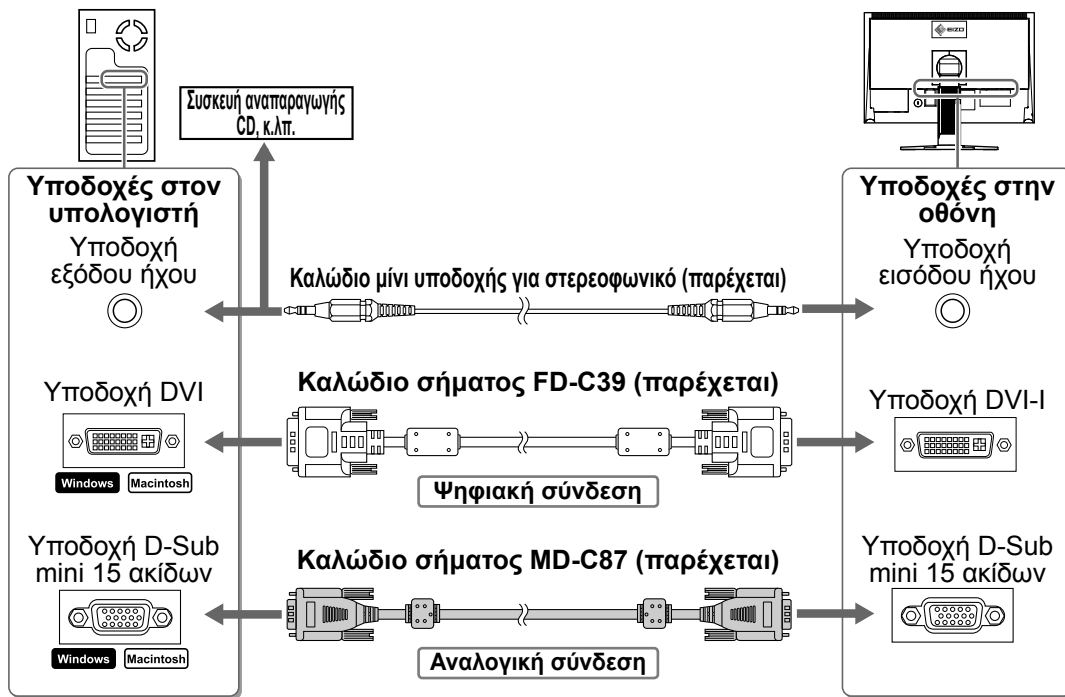 EIZO
Συσκευή αναπαραγωγής
CD, κ.λπ.
Υποδοχές στον
υπολογιστή
Υποδοχή
εξόδου ήχου
Υποδοχές στην
οθόνη
Υποδοχή
εισόδου ήχου
Καλώδιο μίνι υποδοχής για στερεοφωνικό (παρέχεται)
Υποδοχή DVI
Windows Macintosh
Καλώδιο σήματος FD-C39 (παρέχεται)
Ψηφιακή σύνδεση
Υποδοχή DVI-I
Υποδοχή D-Sub
mini 15 ακίδων
Windows Macintosh
Καλώδιο σήματος MD-C87 (παρέχεται)
Αναλογική σύνδεση
Υποδοχή D-Sub
mini 15 ακίδων